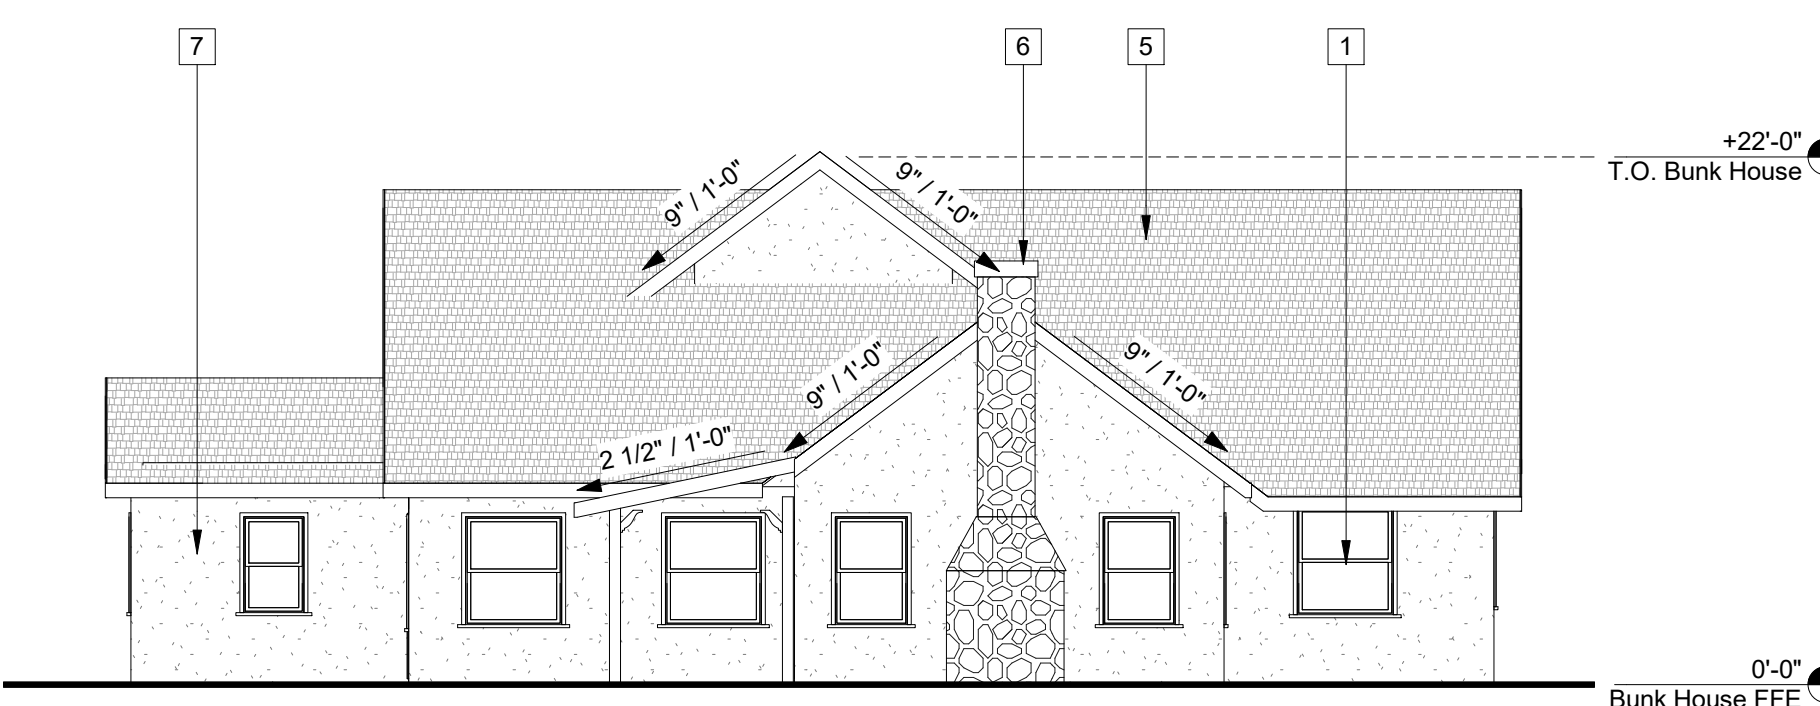 7
6
5
1
+22'-0"
T.O. Bunk House
9" / 1'-0"
9" / 1'-0"
9" / 1'-0"
9" / 1'-0"
2 1/2" / 1'-0"
0'-0"
Bunk House FFE